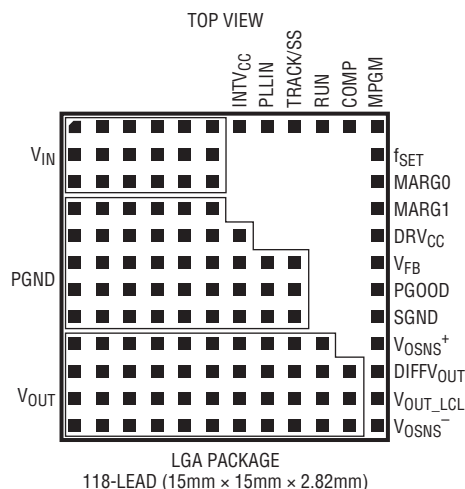 TOP VIEW
INTVCC
PLLIN
TRACK/SS
RUN
COMP
MPGM
VIN
fSET
MARG0
MARG1
DRVCC
PGND
VFB
PGOOD
SGND
VOSNS+
DIFFVOUT
VOUT
VOUT_LCL
VOSNS–
LGA PACKAGE
118-LEAD (15mm × 15mm × 2.82mm)